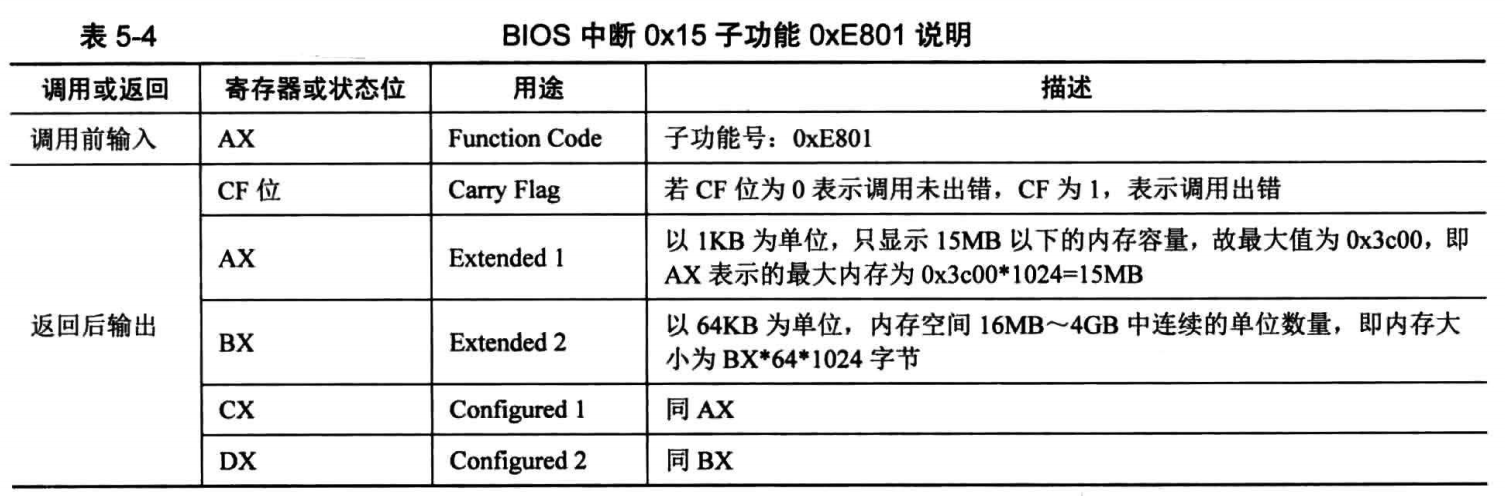 表 5-4 BIOS 中断 0x15 子功能 0xE801 说明
调用或返回 寄存器或状态位 用途 描述
调用前输入 AX Function Code 子功能号：0xE801
返回后输出
CF 位 Carry Flag 若 CF 位为 0 表示调用未出错，CF 为 1，表示调用出错
AX Extended 1 以 1KB 为单位，只显示 15MB 以下的内存容量，故最大值为 0x3c00，即
AX 表示的最大内存为 0x3c00*1024=15MB
BX Extended 2 以 64KB 为单位，内存空间 16MB～4GB 中连续的单位数量，即内存大
小为 BX*64*1024 字节
CX Configured 1 同 AX
DX Configured 2 同 BX